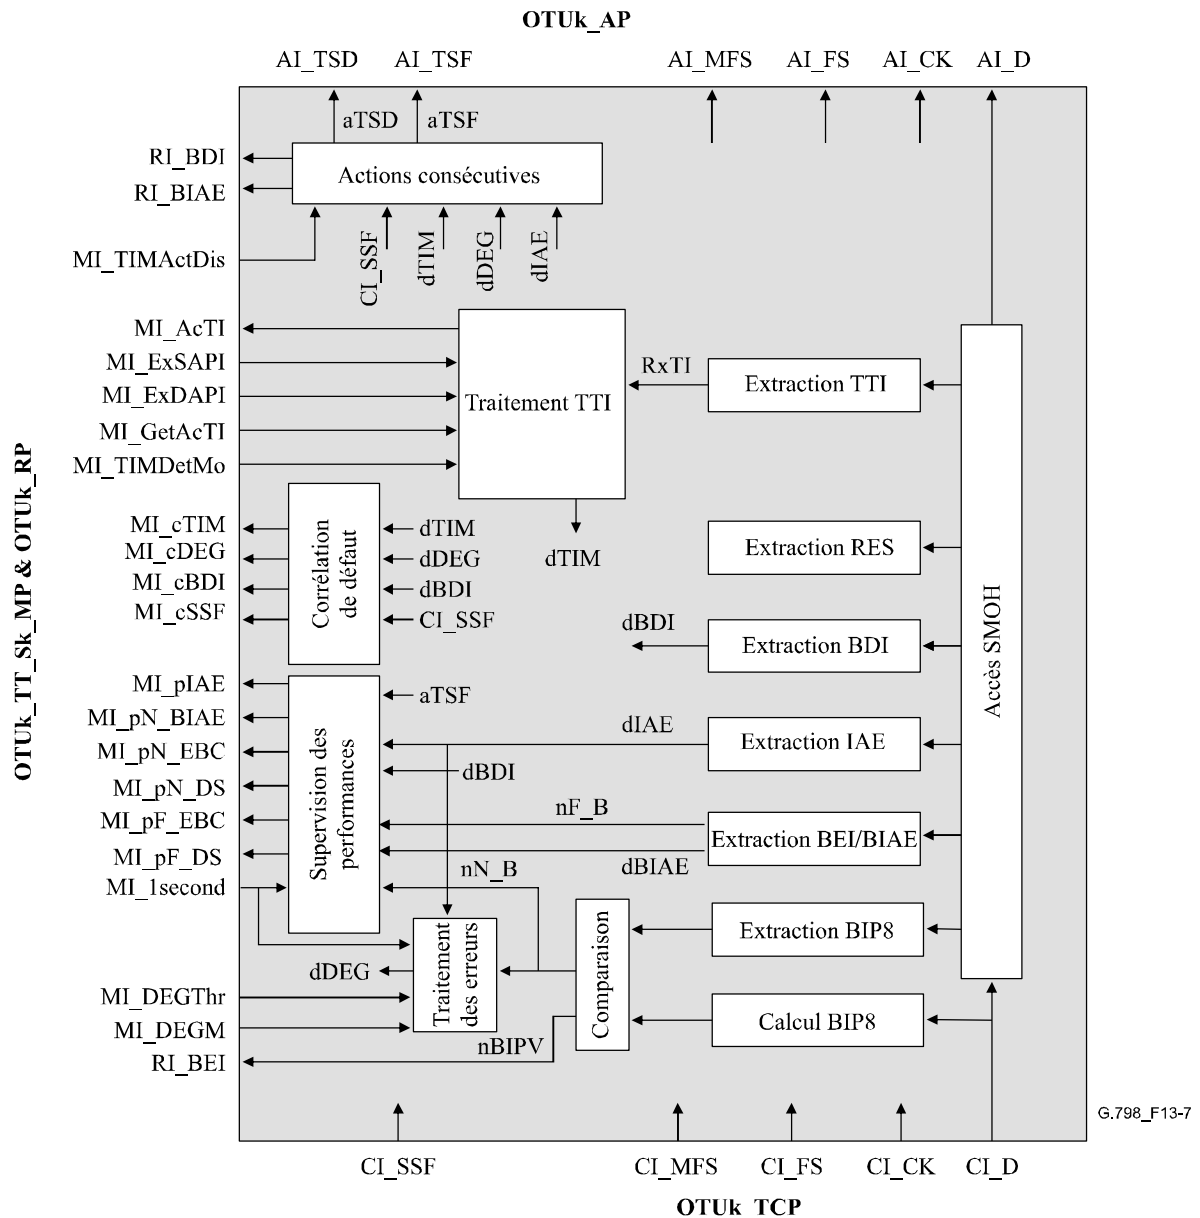 OTUk_AP
AI_TSD
AI_TSF
AI_MFS
AI_FS
AI_CK
AI_D
aTSD
aTSF
RI_BDI
RI_BIAE
Actions consécutives
MI_TIMActDis
CI_SSF
dTIM
dDEG
dIAE
MI_AcTI
MI_ExSAPI
MI_ExDAPI
MI_GetAcTI
MI_TIMDetMo
Traitement TTI
RxTI
Extraction TTI
dTIM
OTUk_TT_Sk_MP & OTUk_RP
MI_cTIM
MI_cDEG
MI_cBDI
MI_cSSF
Corrélation
de défaut
dTIM
dDEG
dBDI
CI_SSF
Extraction RES
dBDI
Extraction BDI
Accès SMOH
MI_pIAE
MI_pN_BIAE
MI_pN_EBC
MI_pN_DS
MI_pF_EBC
MI_pF_DS
MI_1second
Supervision des
performances
aTSF
dIAE
Extraction IAE
dBDI
nF_B
Extraction BEI/BIAE
dBIAE
nN_B
Extraction BIP8
Comparaison
Traitement
des erreurs
dDEG
MI_DEGThr
MI_DEGM
RI_BEI
nBIPV
Calcul BIP8
G.798_F13-7
CI_SSF
CI_MFS
CI_FS
CI_CK
CI_D
OTUk_TCP